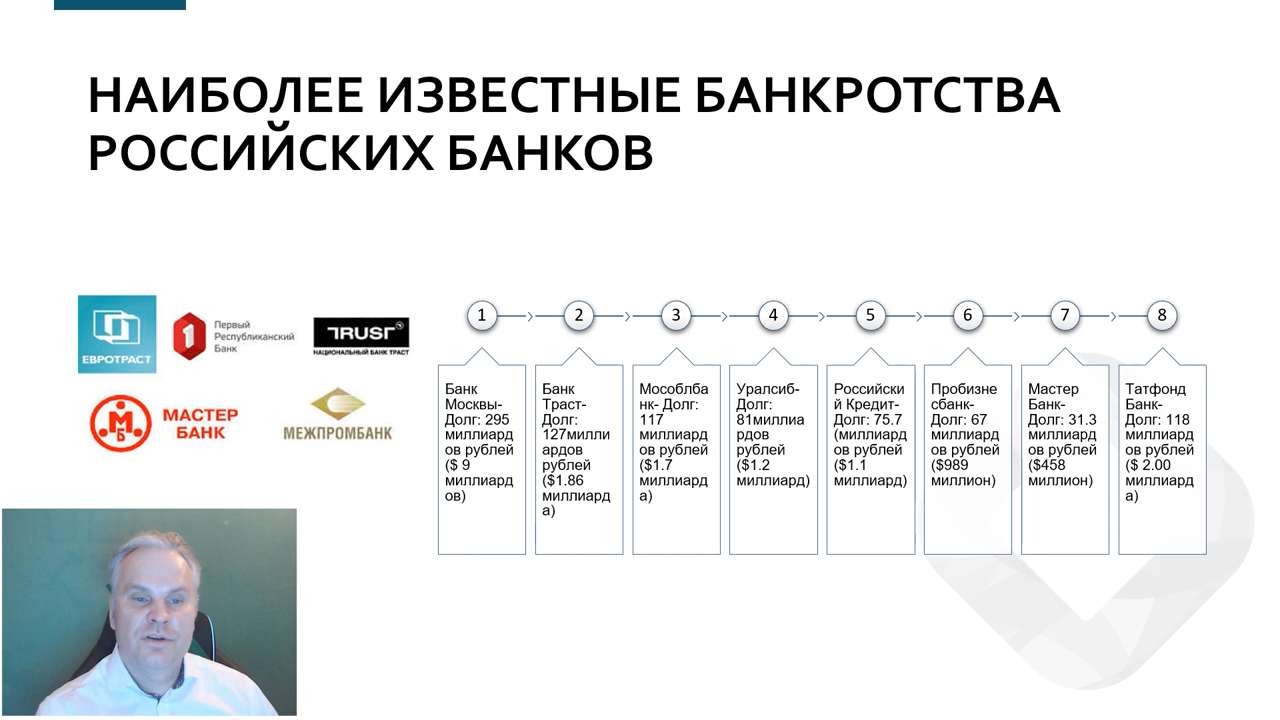 НАИБОЛЕЕ ИЗВЕСТНЫЕ БАНКРОТСТВА
РОССИЙСКИХ БАНКОВ
ЕВРОТРАСТ
1
Первый
Республиканский
Банк
TRUST
НАЦИОНАЛЬНЫЙ БАНК ТРАСТ
М
Б
МАСТЕР
БАНК
МЕЖПРОМБАНК
1
Банк
Москвы-
Долг: 295
миллиард
ов рублей
($ 9
миллиард
ов)
2
Банк
Траст-
Долг:
127милли
ардов
рублей
($1.86
миллиард
а)
3
Мособлба
нк- Долг:
117
миллиард
ов рублей
($1.7
миллиард
а)
4
Уралсиб-
Долг:
81миллиа
рдов
рублей
($1.2
миллиард)
5
Российски
й Кредит-
Долг: 75.7
(миллиард
ов рублей
($1.1
миллиард)
6
Пробизне
сбанк-
Долг: 67
миллиард
ов рублей
($989
миллион)
7
Мастер
Банк-
Долг: 31.3
миллиард
ов рублей
($458
миллион)
8
Татфонд
Банк-
Долг: 118
миллиард
ов рублей
($ 2.00
миллиард
а)